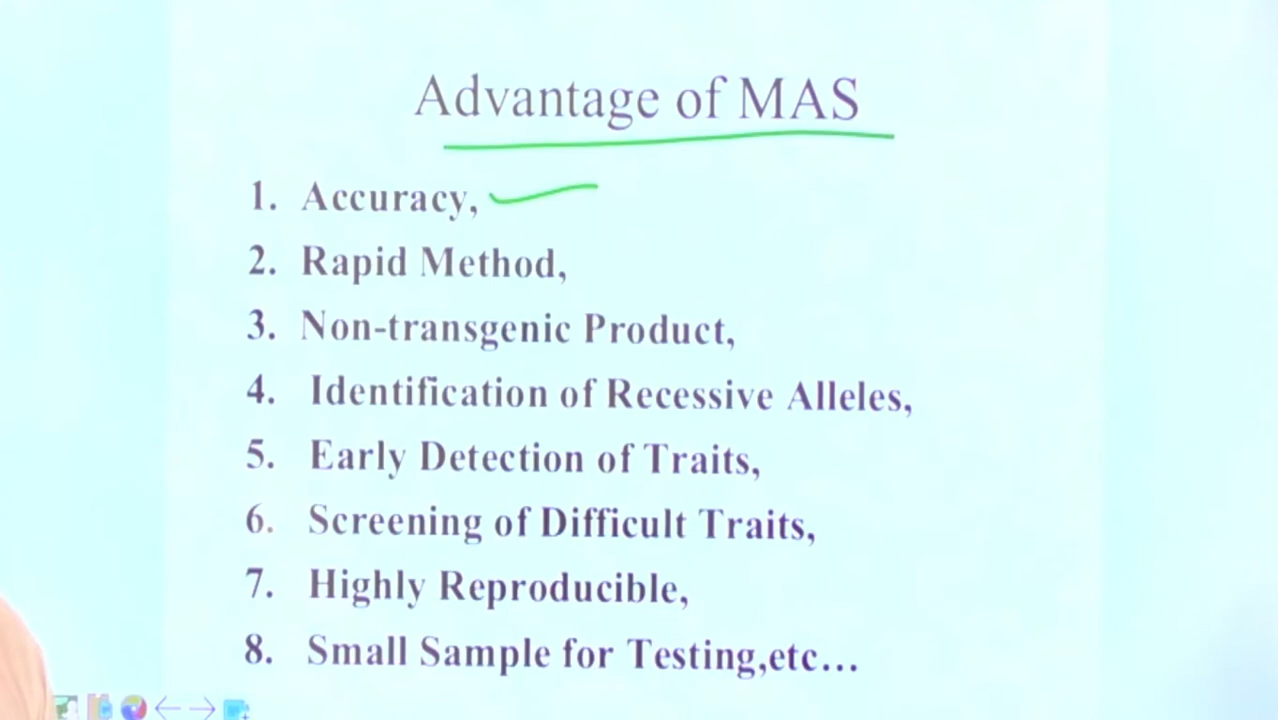 Advantage of MAS
1. Accuracy,
2. Rapid Method,
3. Non-transgenic Product,
4. Identification of Recessive Alleles,
5. Early Detection of Traits,
6. Screening of Difficult Traits,
7. Highly Reproducible,
8. Small Sample for Testing,etc...